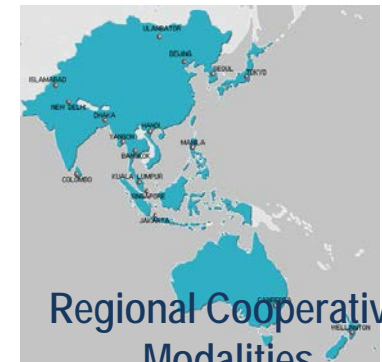 ULANBATOR
BEIJING
SEOUL
TOKYO
ISLAMABAD
NEW DELHI
DHAKA
HANOI
YANGON
MANILA
BANGKOK
COLOMBO
KUALA LUMPUR
SINGAPORE
JAKARTA
CANBERRA
WELLINGTON
Regional Cooperativ
Modalities